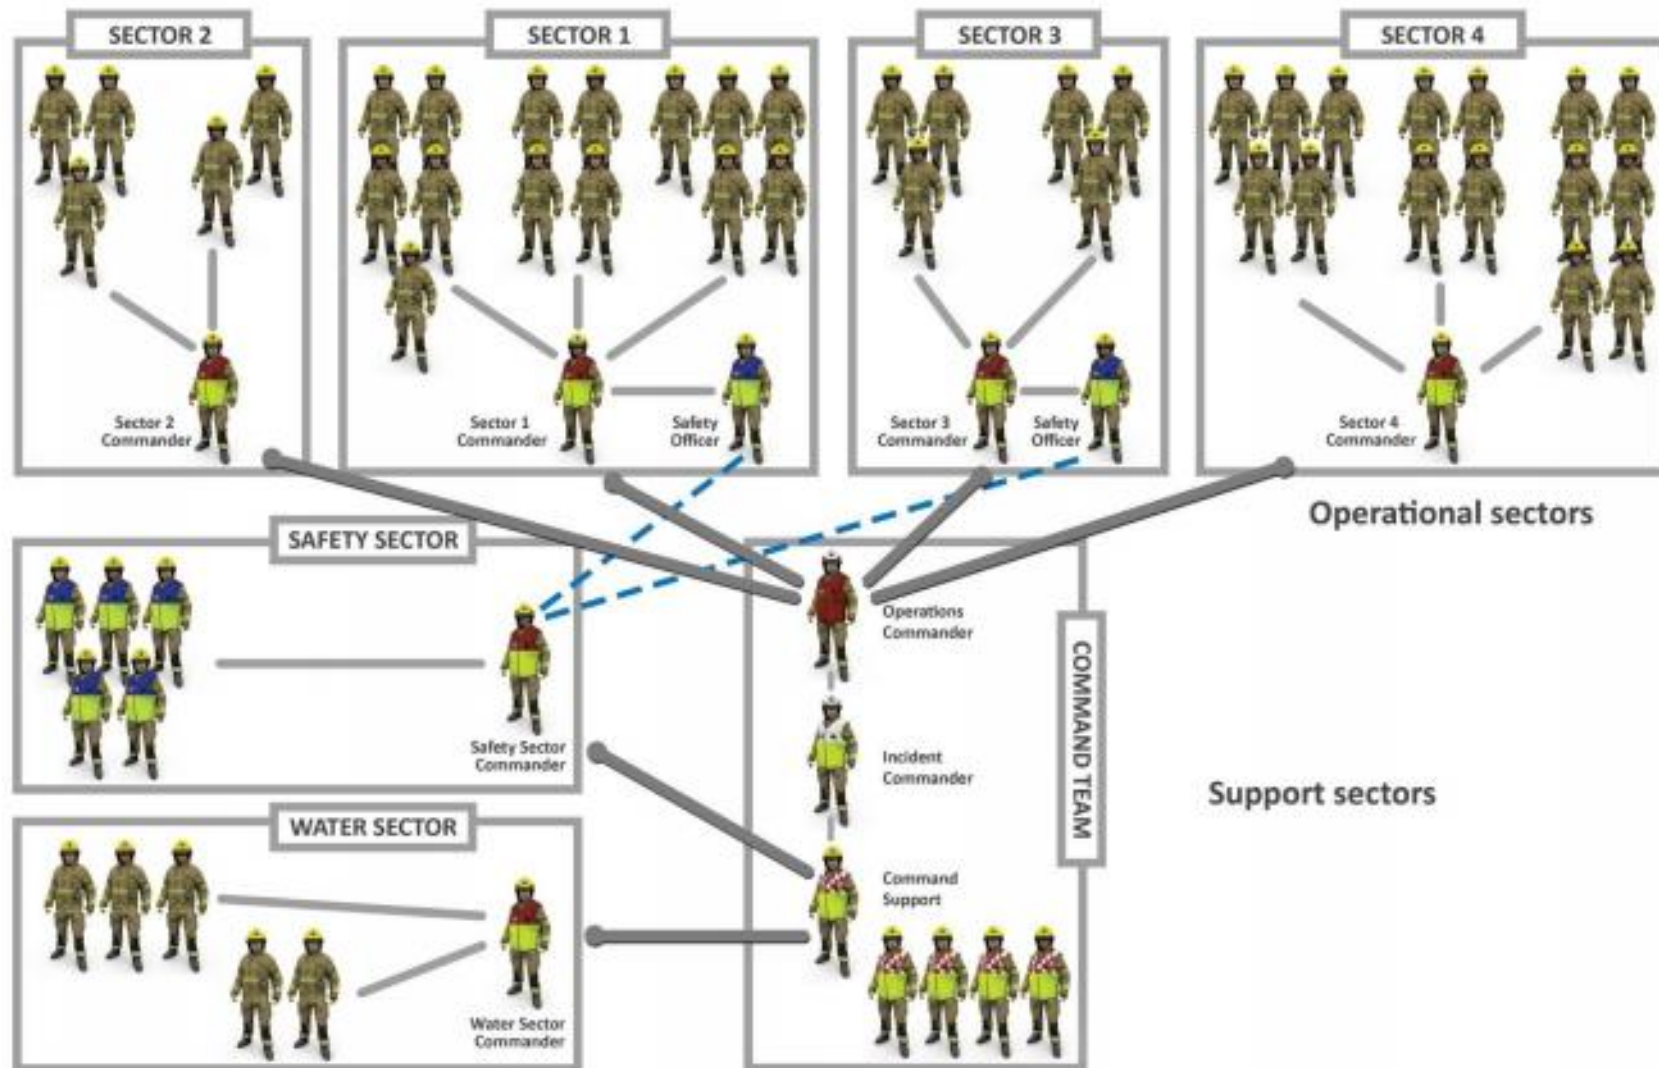 SECTOR 2
SECTOR 1
SECTOR 3
SECTOR 4
Sector 2
Commander
Sector 1
Commander
Safety
Officer
Sector 3
Commander
Safety
Officer
Sector 4
Commander
Operational sectors
SAFETY SECTOR
Operations
Commander
Safety Sector
Commander
Incident
Commander
COMMAND TEAM
Support sectors
WATER SECTOR
Command
Support
Water Sector
Commander